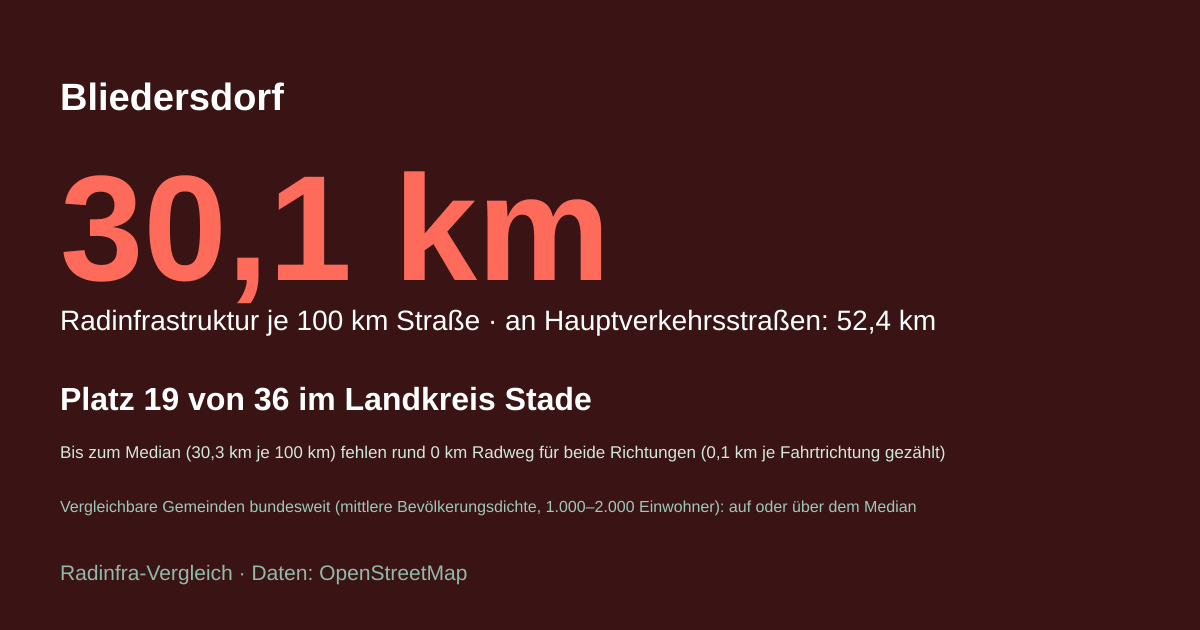 Bliedersdorf
30,1 km
Radinfrastruktur je 100 km Straße · an Hauptverkehrsstraßen: 52,4 km
Platz 19 von 36 im Landkreis Stade
Bis zum Median (30,3 km je 100 km) fehlen rund 0 km Radweg für beide Richtungen (0,1 km je Fahrtrichtung gezählt)
Vergleichbare Gemeinden bundesweit (mittlere Bevölkerungsdichte, 1.000–2.000 Einwohner): auf oder über dem Median
Radinfra-Vergleich · Daten: OpenStreetMap